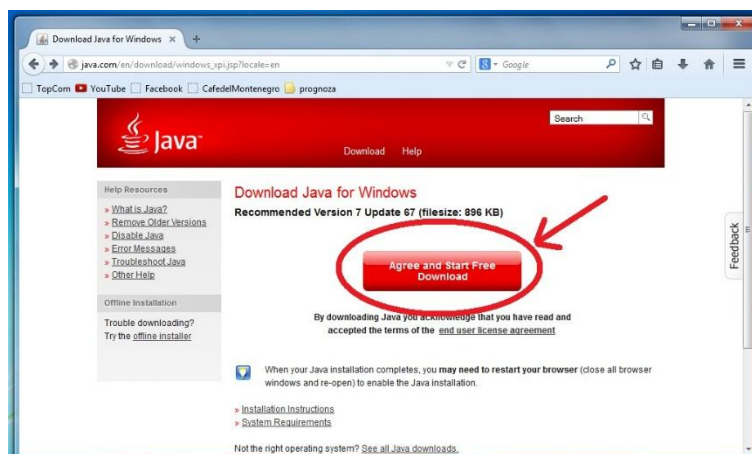 Download Java for Windows
java.com/en/download/windows_xpi.jsp?locale=en
Google
TopCom YouTube Facebook CafedelMontenegro prognoza
Java
Search
Download Help
Help Resources
» What is Java?
» Remove Older Versions
» Disable Java
» Error Messages
» Troubleshoot Java
» Other Help
Offline Installation
Trouble downloading?
Try the offline installer
Download Java for Windows
Recommended Version 7 Update 67 (filesize: 896 KB)
Agree and Start Free
Download
By downloading Java you acknowledge that you have read and
accepted the terms of the end user license agreement
When your Java installation completes, you may need to restart your browser (close all browser
windows and re-open) to enable the Java installation.
» Installation Instructions
» System Requirements
Not the right operating system? See all Java downloads.
Feedback